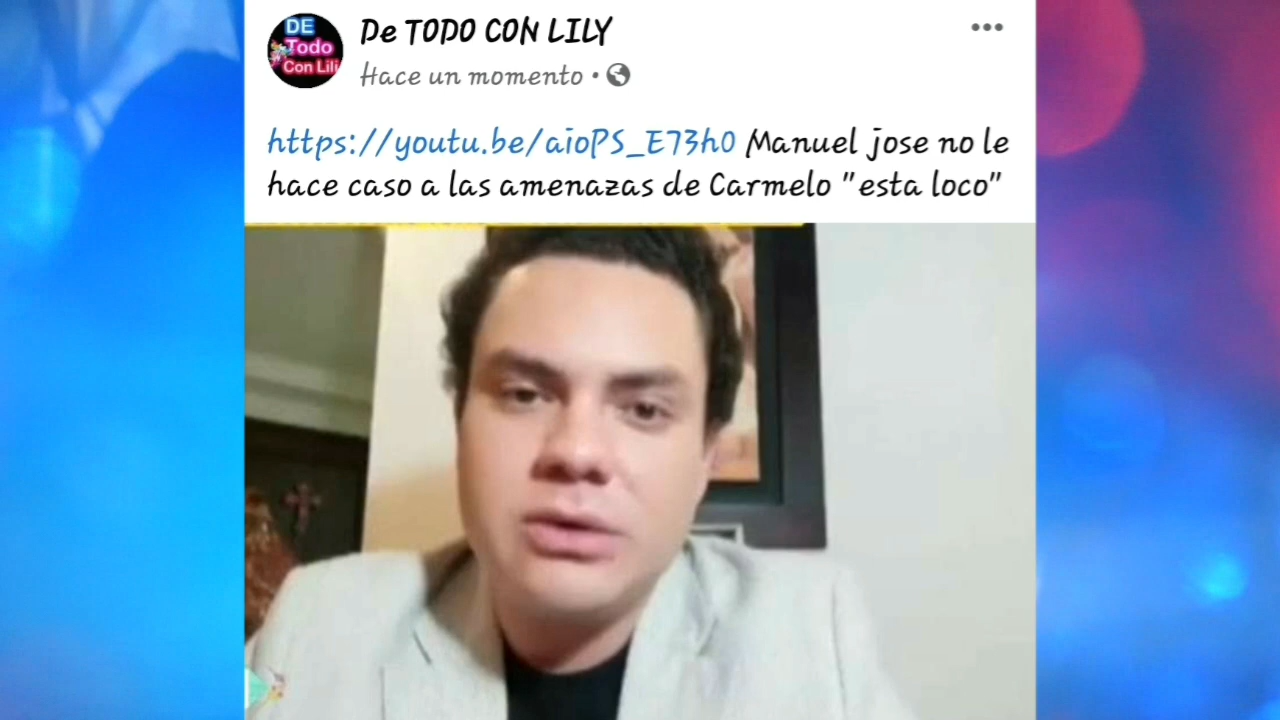 DE
Todo
Con Lili
De TODO CON LILY
Hace un momento •
https://youtu.be/aioPS_E73h0 Manuel jose no le
hace caso a las amenazas de Carmelo "esta loco"